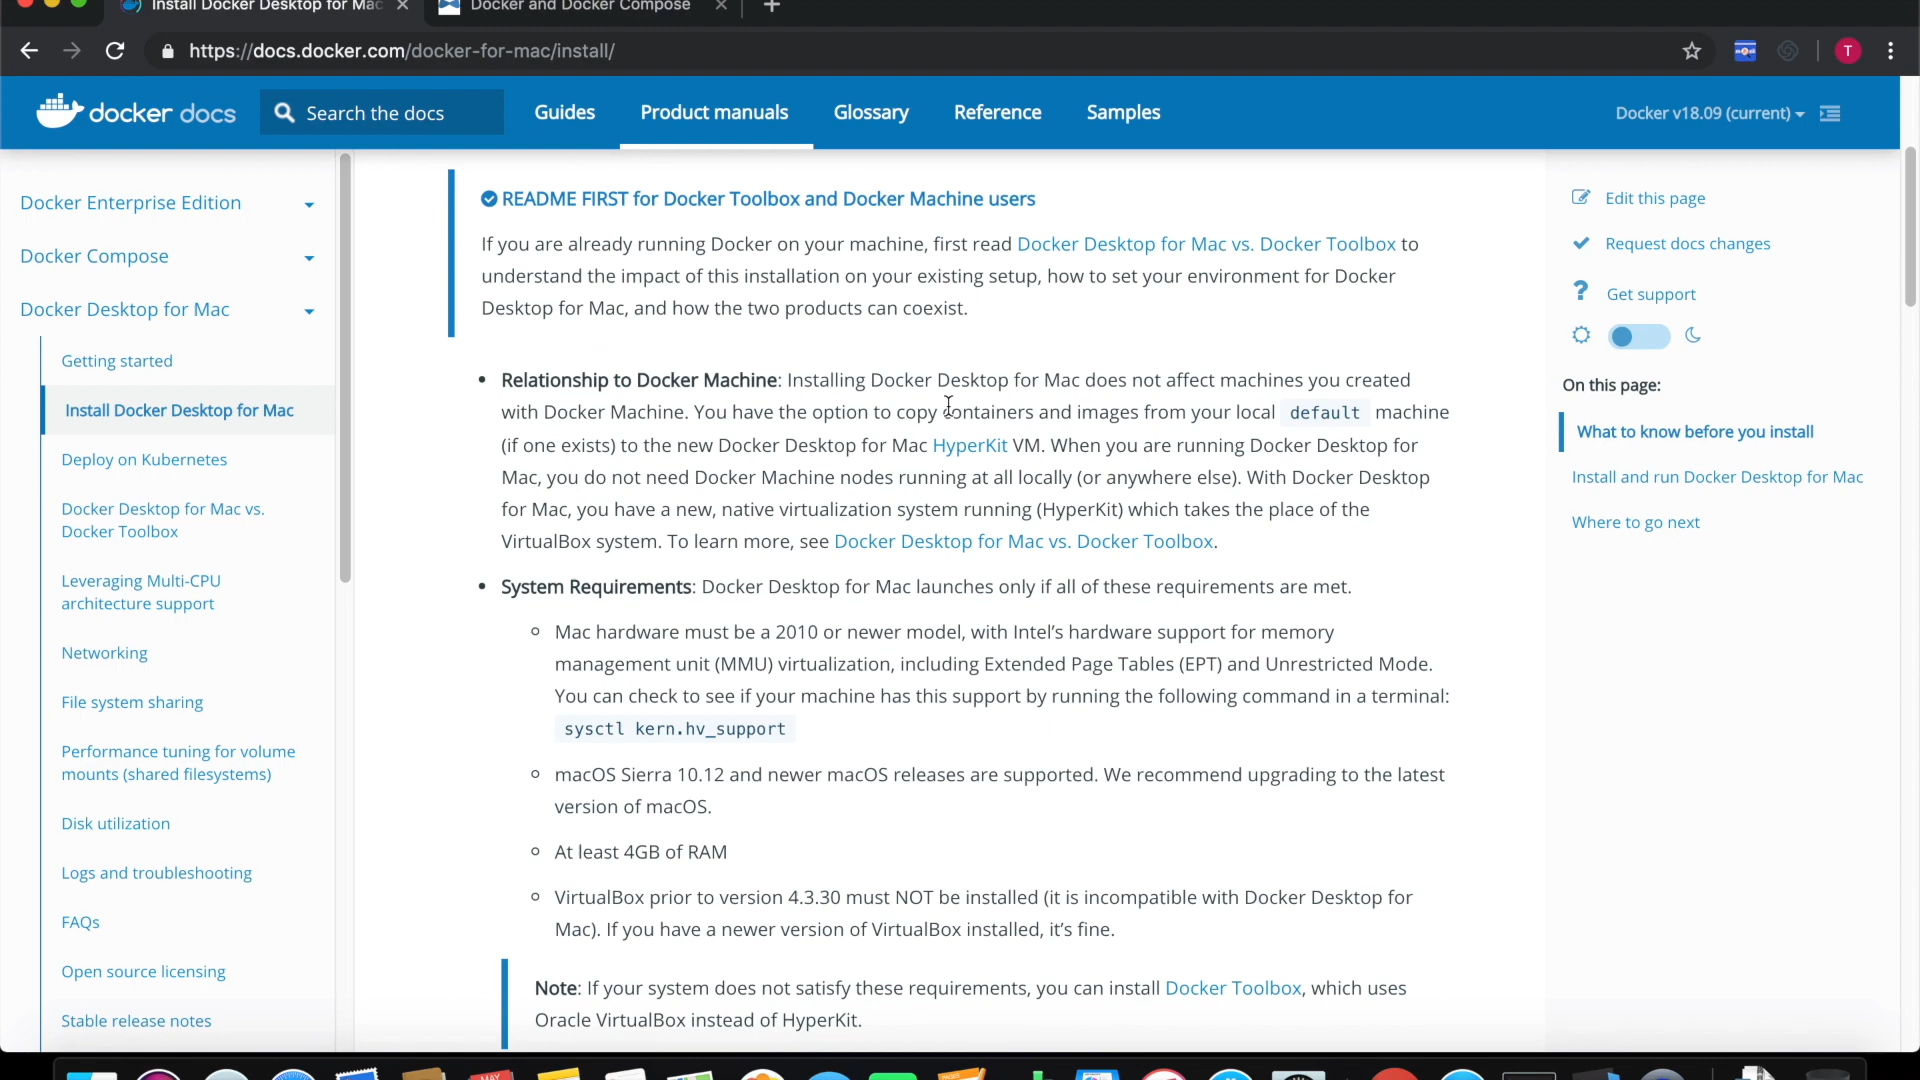 Install Docker Desktop for Mac
Docker and Docker Compose
https://docs.docker.com/docker-for-mac/install/
T
docker docs
Search the docs
Guides
Product manuals
Glossary
Reference
Samples
Docker v18.09 (current)
Docker Enterprise Edition
Docker Compose
Docker Desktop for Mac
Getting started
Install Docker Desktop for Mac
Deploy on Kubernetes
Docker Desktop for Mac vs.
Docker Toolbox
Leveraging Multi-CPU
architecture support
Networking
File system sharing
Performance tuning for volume
mounts (shared filesystems)
Disk utilization
Logs and troubleshooting
FAQs
Open source licensing
Stable release notes
README FIRST for Docker Toolbox and Docker Machine users
If you are already running Docker on your machine, first read Docker Desktop for Mac vs. Docker Toolbox to
understand the impact of this installation on your existing setup, how to set your environment for Docker
Desktop for Mac, and how the two products can coexist.
• Relationship to Docker Machine: Installing Docker Desktop for Mac does not affect machines you created
with Docker Machine. You have the option to copy containers and images from your local default machine
(if one exists) to the new Docker Desktop for Mac HyperKit VM. When you are running Docker Desktop for
Mac, you do not need Docker Machine nodes running at all locally (or anywhere else). With Docker Desktop
for Mac, you have a new, native virtualization system running (HyperKit) which takes the place of the
VirtualBox system. To learn more, see Docker Desktop for Mac vs. Docker Toolbox.
• System Requirements: Docker Desktop for Mac launches only if all of these requirements are met.
Mac hardware must be a 2010 or newer model, with Intel's hardware support for memory
management unit (MMU) virtualization, including Extended Page Tables (EPT) and Unrestricted Mode.
You can check to see if your machine has this support by running the following command in a terminal:
sysctl kern.hv_support
macOS Sierra 10.12 and newer macOS releases are supported. We recommend upgrading to the latest
version of macOS.
At least 4GB of RAM
VirtualBox prior to version 4.3.30 must NOT be installed (it is incompatible with Docker Desktop for
Mac). If you have a newer version of VirtualBox installed, it's fine.
Note: If your system does not satisfy these requirements, you can install Docker Toolbox, which uses
Oracle VirtualBox instead of HyperKit.
Edit this page
Request docs changes
Get support
On this page:
What to know before you install
Install and run Docker Desktop for Mac
Where to go next
MAY